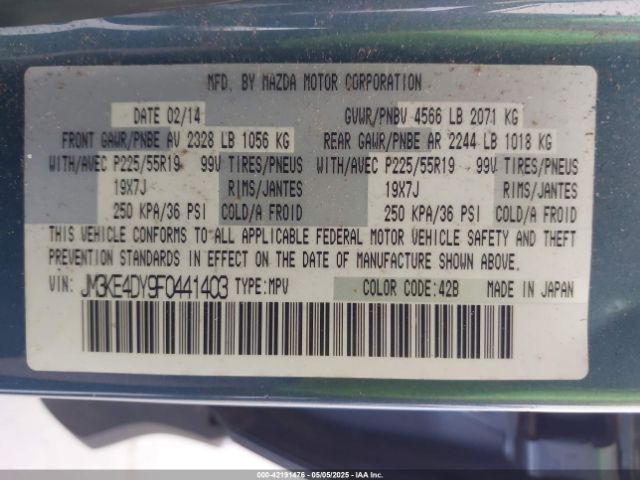 MFD. BY MAZDA MOTOR CORPORATION
DATE 02/14 GVWR/PNBV 4566 LB 2071 KG
FRONT GAWR/PNBE AV 2328 LB 1056 KG REAR GAWR/PNBE AR 2244 LB 1018 KG
WITH/AVEC P225/55R19 99V TIRES/PNEUS WITH/AVEC P225/55R19 99V TIRES/PNEUS
19X7J RIMS/JANTES 19X7J RIMS/JANTES
250 KPA/36 PSI COLD/A FROID 250 KPA/36 PSI COLD/A FROID
THIS VEHICLE CONFORMS TO ALL APPLICABLE FEDERAL MOTOR VEHICLE SAFETY AND THEFT
PREVENTION STANDARDS IN EFFECT ON THE DATE OF MANUFACTURE SHOWN ABOVE.
VIN: JM3KE4DY9F0441403 TYPE:MPV COLOR CODE:42B MADE IN JAPAN
000-42191476 - 05/05/2025 - IAAI.CA